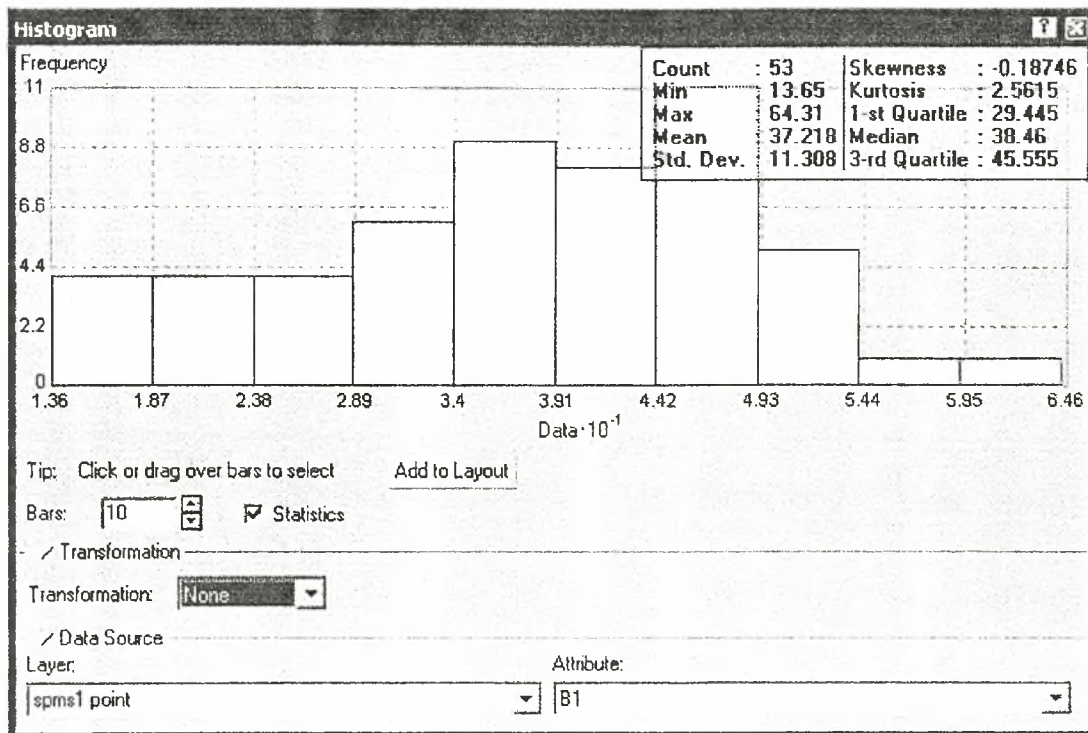 Histogram
Frequency
Count : 53 Skewness : -0.18746
Min : 13.65 Kurtosis : 2.5615
Max : 64.31 1-st Quartile : 29.445
Mean : 37.218 Median : 38.46
Std. Dev. : 11.308 3-rd Quartile : 45.555
11
8.8
6.6
4.4
2.2
0
1.36 1.87 2.38 2.89 3.4 3.91 4.42 4.93 5.44 5.95 6.46
Data·10⁻¹
Tip: Click or drag over bars to select Add to Layout
Bars: 10 Statistics
Transformation
Transformation: None
Data Source
Layer: Attribute:
spms1 point B1